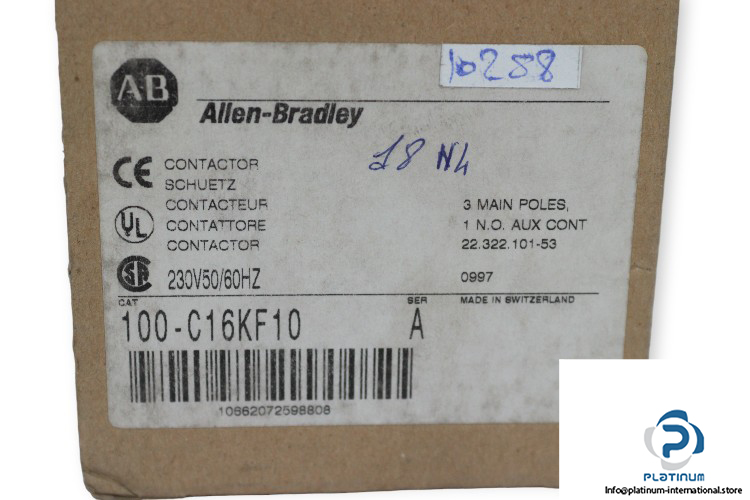 10258
AB
Allen-Bradley
18 N4
CE
CONTACTOR
SCHUETZ
CONTACTEUR
CONTATTORE
CONTACTOR
UL
3 MAIN POLES,
1 N.O. AUX CONT
22.322.101-53
SA
230V50/60HZ
0997
CAT
SER
MADE IN SWITZERLAND
100-C16KF10
A
10662072598808
PLATINUM
INTERNATIONAL
Info@platinum-international.store